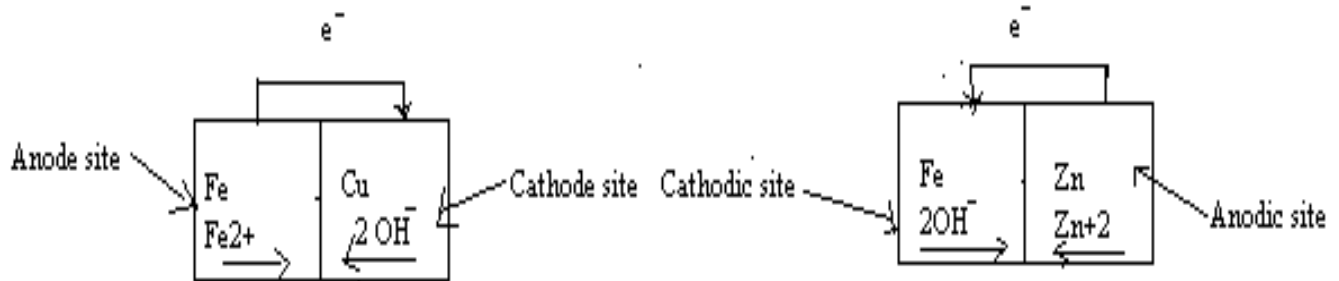 e⁻
Anode site
Fe
Fe2+
Cu
2 OH⁻
Cathode site
e⁻
Cathodic site
Fe
2OH⁻
Zn
Zn+2
Anodic site